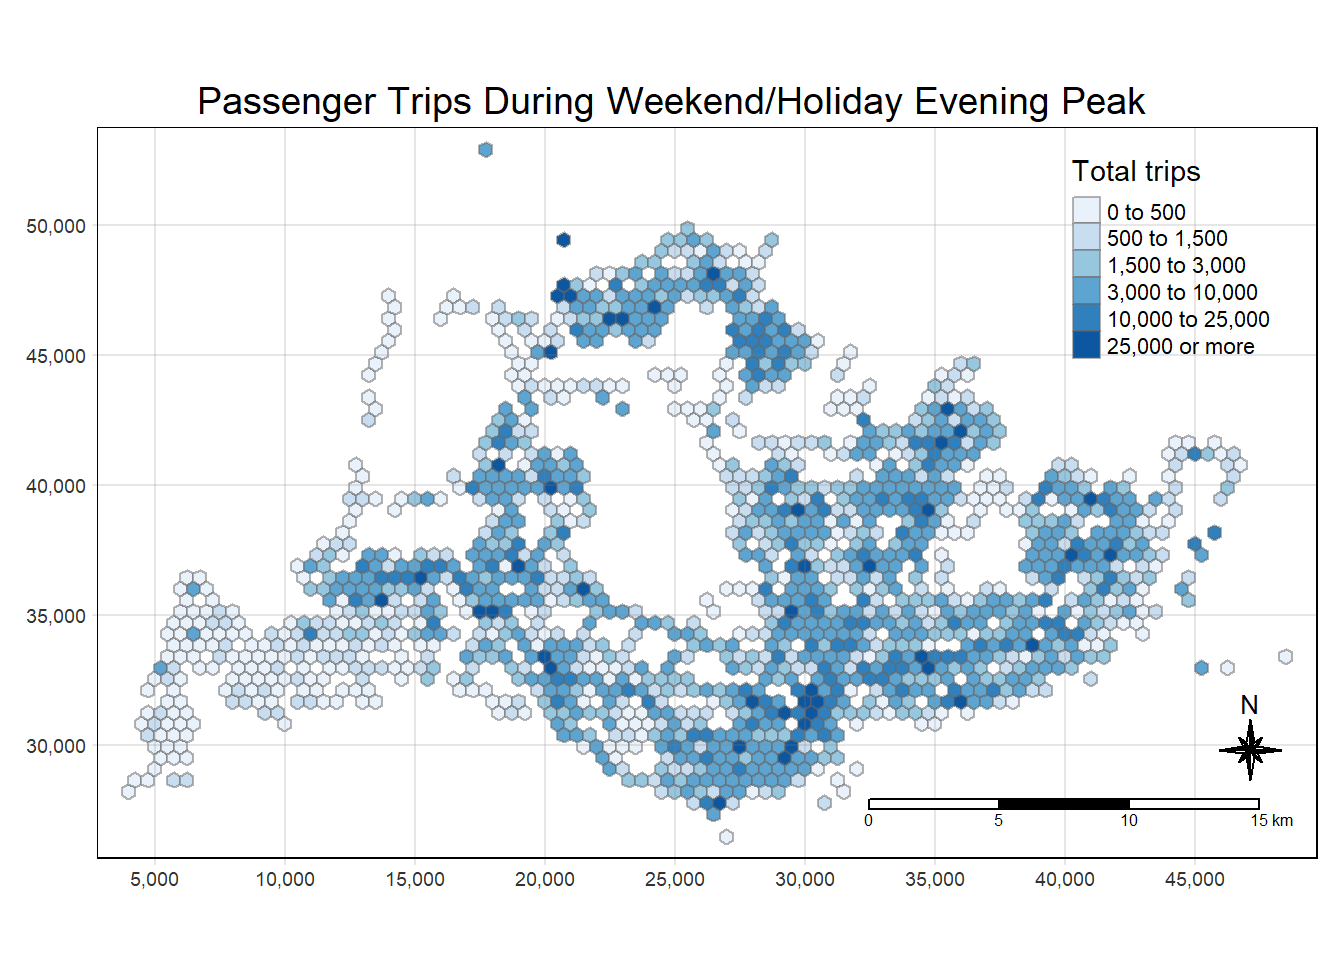 Passenger Trips During Weekend/Holiday Evening Peak
Total trips
0 to 500
500 to 1,500
1,500 to 3,000
3,000 to 10,000
10,000 to 25,000
25,000 or more
50,000
45,000
40,000
35,000
30,000
N
0 5 10 15 km
5,000 10,000 15,000 20,000 25,000 30,000 35,000 40,000 45,000